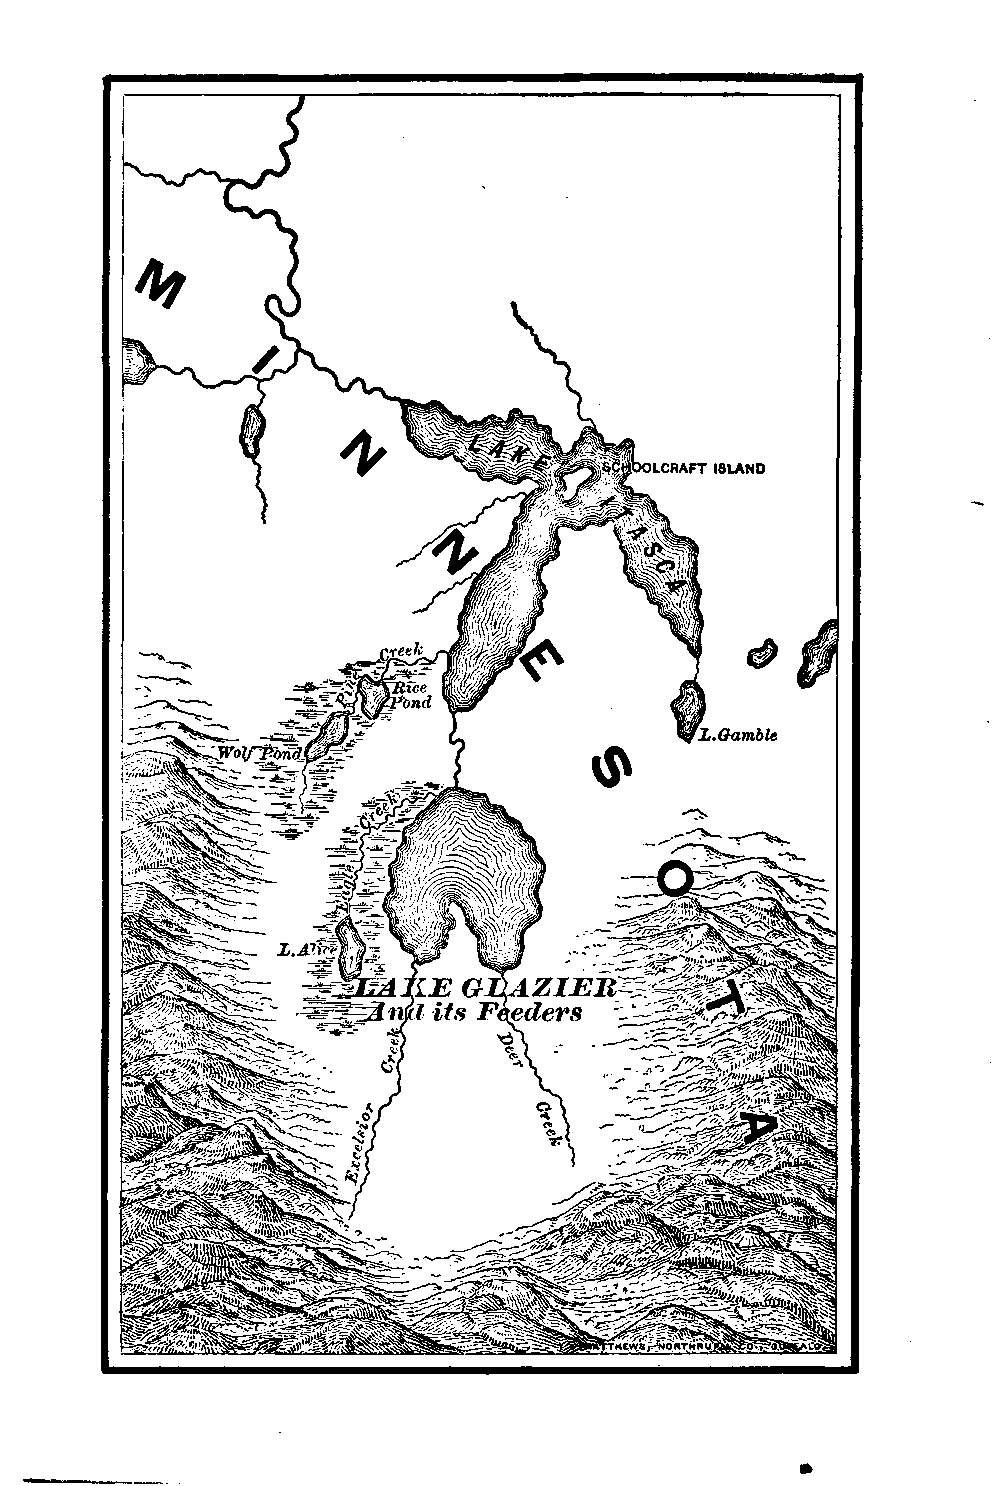 MINNESOTA
LAKE ITASCA
SCHOOLCRAFT ISLAND
Creek
Rice
Pond
Wolf Pond
L.Gamble
Creek
L.Alice
LAKE GLAZIER
And its Feeders
Excelsior Creek
Deer Creek
MATTHEWS, NORTHRUP & CO., BUFFALO